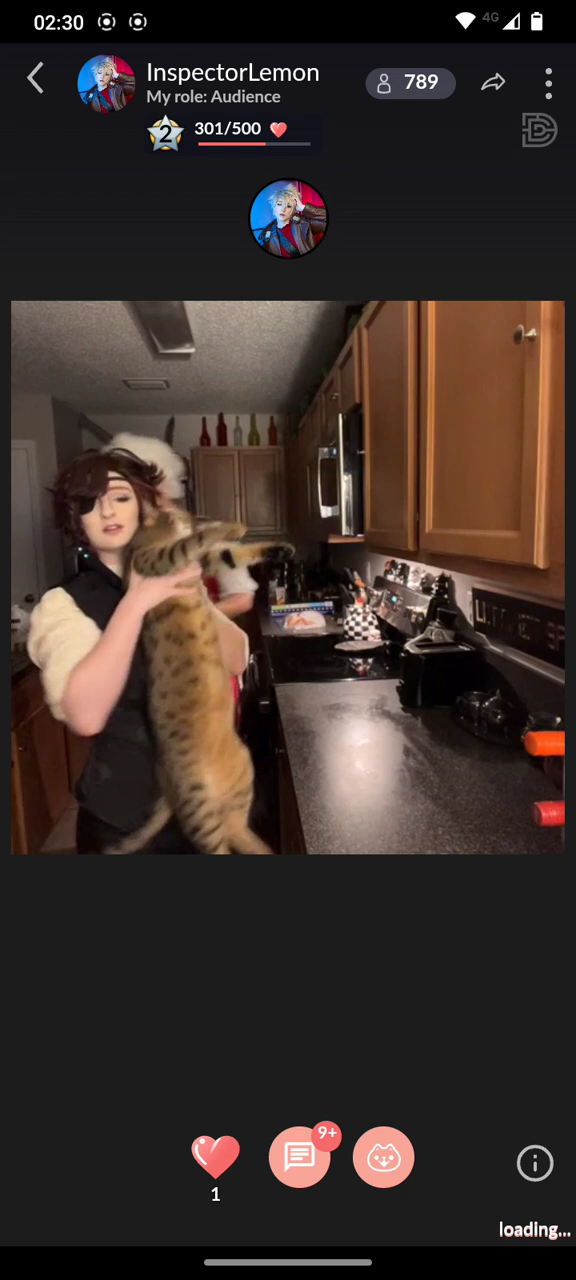 02:30
4G
InspectorLemon
789
My role: Audience
2
301/500
9+
1
loading...